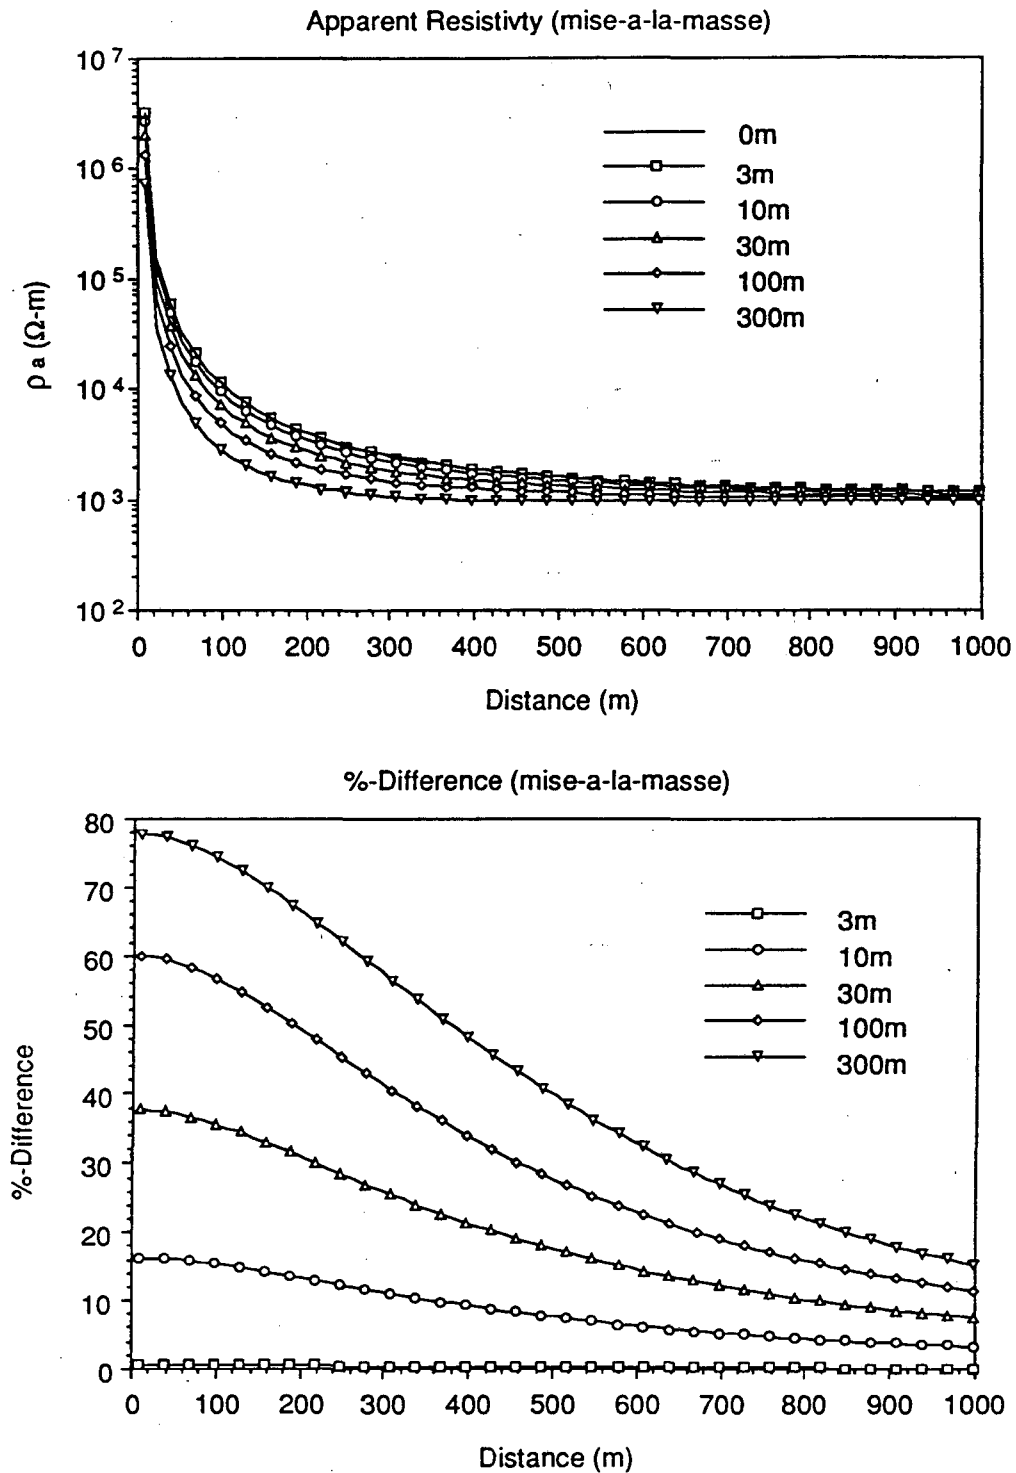 Apparent Resistivty (mise-a-la-masse)
10 7
10 6
10 5
10 4
10 3
10 2
ρ a (Ω-m)
0m
3m
10m
30m
100m
300m
0 100 200 300 400 500 600 700 800 900 1000
Distance (m)
%-Difference (mise-a-la-masse)
80
70
60
50
40
30
20
10
0
%-Difference
3m
10m
30m
100m
300m
0 100 200 300 400 500 600 700 800 900 1000
Distance (m)